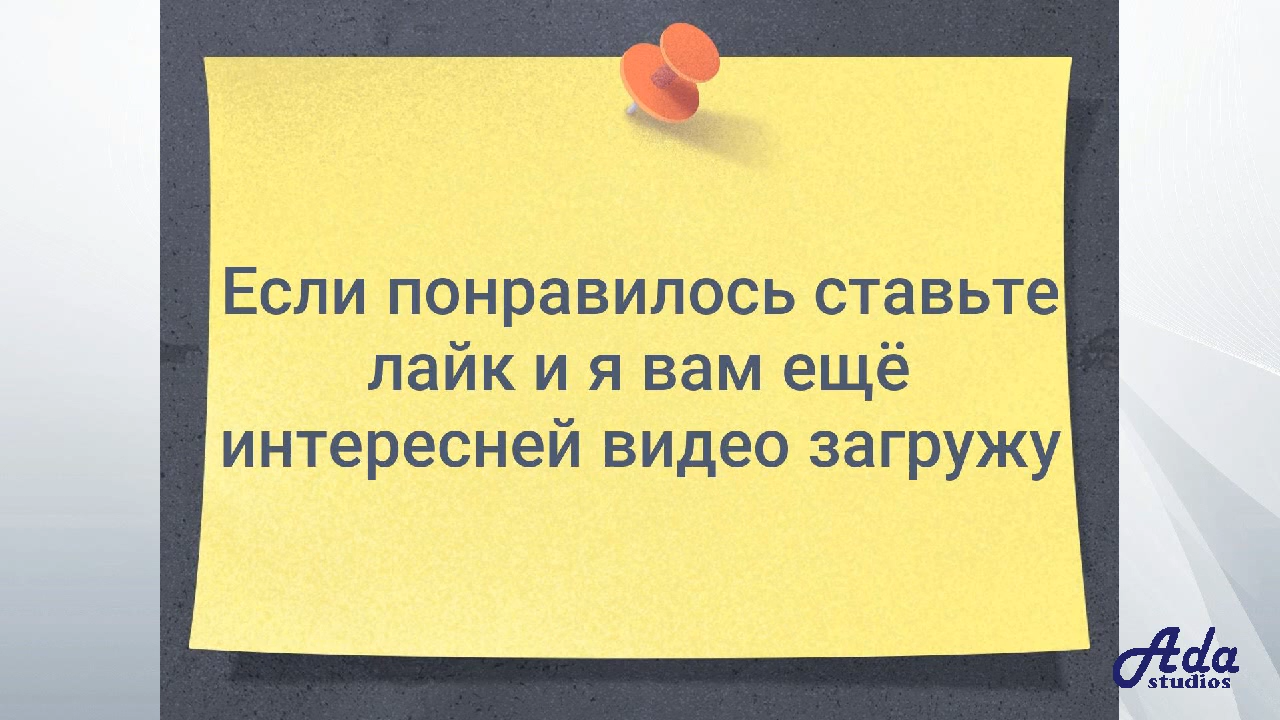 Если понравилось ставьте
лайк и я вам ещё
интересней видео загружу
Ada
studios